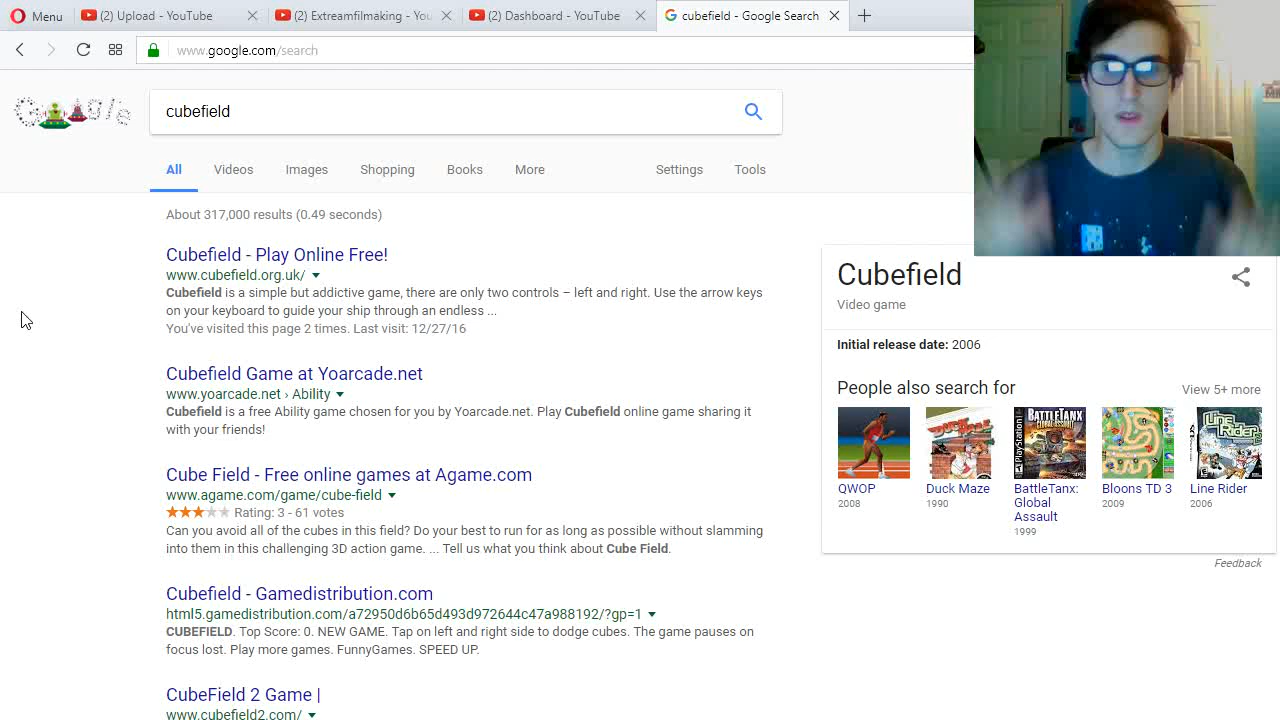 Menu
(2) Upload - YouTube
(2) Extreamfilmaking - You
(2) Dashboard - YouTube
cubefield - Google Search
www.google.com/search
cubefield
All
Videos
Images
Shopping
Books
More
Settings
Tools
About 317,000 results (0.49 seconds)
Cubefield - Play Online Free!
www.cubefield.org.uk/
Cubefield is a simple but addictive game, there are only two controls – left and right. Use the arrow keys
on your keyboard to guide your ship through an endless ...
You've visited this page 2 times. Last visit: 12/27/16
Cubefield Game at Yoarcade.net
www.yoarcade.net › Ability
Cubefield is a free Ability game chosen for you by Yoarcade.net. Play Cubefield online game sharing it
with your friends!
Cube Field - Free online games at Agame.com
www.agame.com/game/cube-field
Rating: 3 - 61 votes
Can you avoid all of the cubes in this field? Do your best to run for as long as possible without slamming
into them in this challenging 3D action game. ... Tell us what you think about Cube Field.
Cubefield - Gamedistribution.com
html5.gamedistribution.com/a72950d6b65d493d972644c47a988192/?gp=1
CUBEFIELD. Top Score: 0. NEW GAME. Tap on left and right side to dodge cubes. The game pauses on
focus lost. Play more games. FunnyGames. SPEED UP.
CubeField 2 Game |
www.cubefield2.com/
Cubefield
Video game
Initial release date: 2006
People also search for
View 5+ more
BATTLETANX
GLOBAL ASSAULT
PlayStation
QWOP
2008
Duck Maze
1990
BattleTanx:
Global
Assault
1999
Bloons TD 3
2009
Line Rider
2006
Feedback